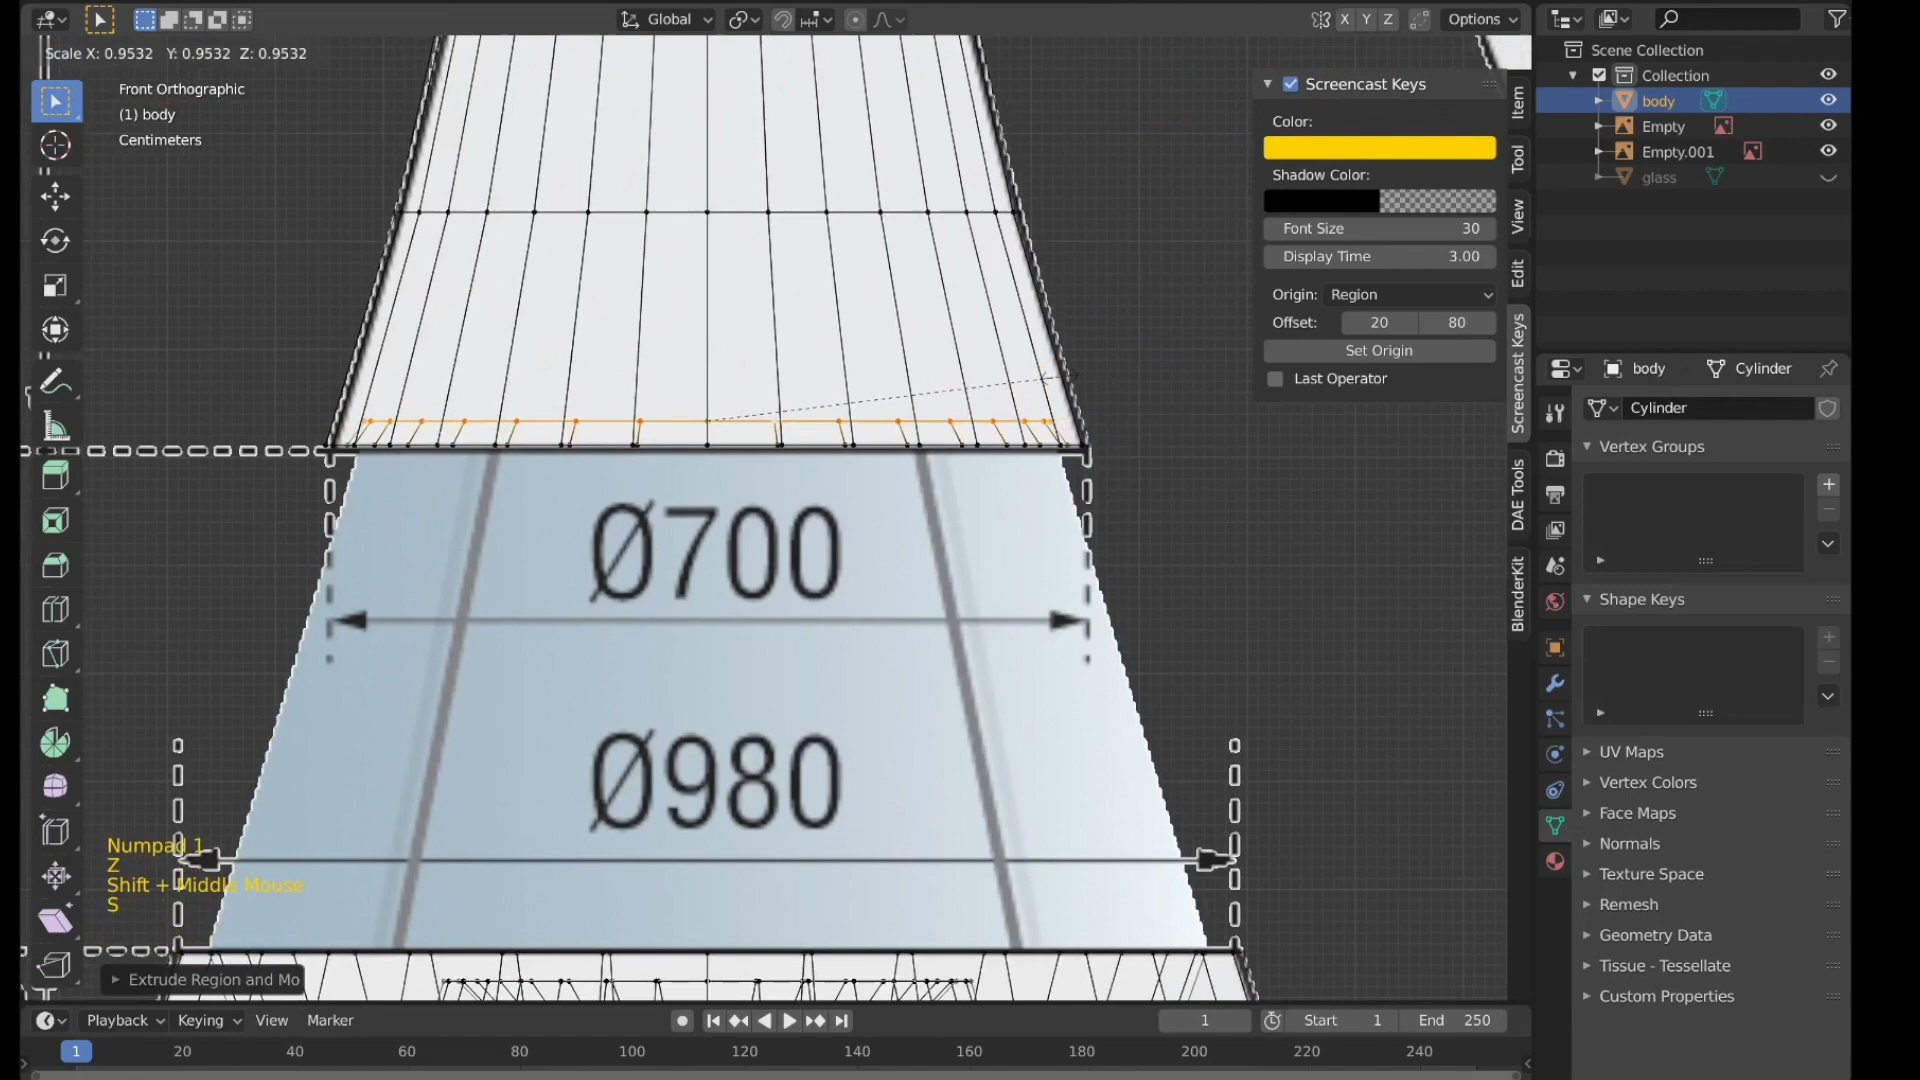 Global
X Y Z
Options
Scale X: 0.9532 Y: 0.9532 Z: 0.9532
Front Orthographic
(1) body
Centimeters
Screencast Keys
Color:
Shadow Color:
Font Size 30
Display Time 3.00
Origin: Region
Offset: 20 80
Set Origin
Last Operator
Item
Tool
View
Edit
Screencast Keys
DAE Tools
BlenderKit
Scene Collection
Collection
body
Empty
Empty.001
glass
body
Cylinder
Cylinder
Vertex Groups
Shape Keys
UV Maps
Vertex Colors
Face Maps
Normals
Texture Space
Remesh
Geometry Data
Tissue - Tessellate
Custom Properties
Ø700
Ø980
Numpad 1
Z
Shift + Middle Mouse
S
Extrude Region and Mo
Playback
Keying
View
Marker
1
Start 1
End 250
1 20 40 60 80 100 120 140 160 180 200 220 240